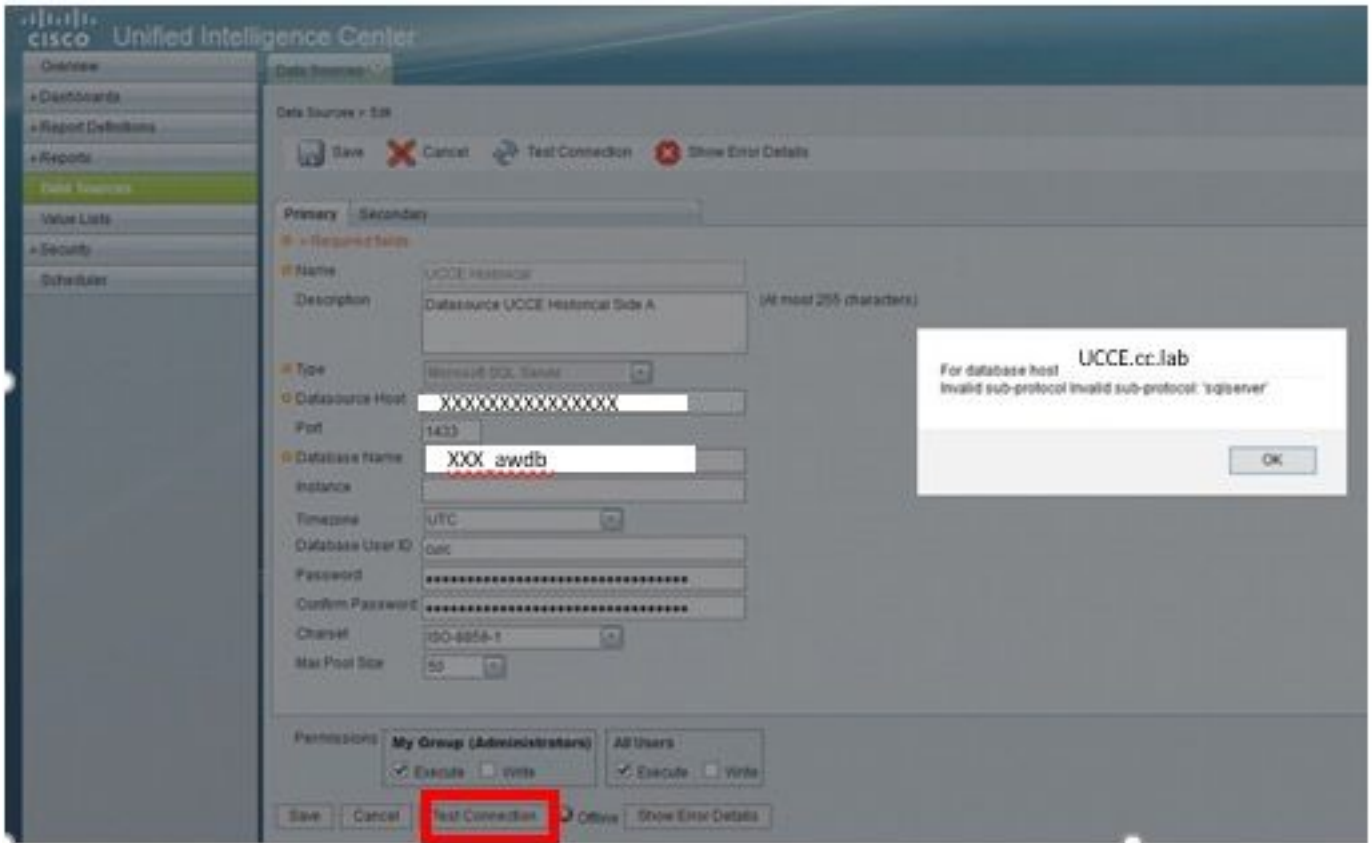 CISCO Unified Intelligence Center
Overview
Dashboards
Report Definitions
Reports
Data Sources
Value Lists
Security
Scheduler
Data Sources
Data Sources > Edit
Save Cancel Test Connection Show Error Details
Primary Secondary
= Required fields
Name UCCE Historical
Description Datasource UCCE Historical Side A (At most 255 characters)
Type Microsoft SQL Server
Datasource Host XXXXXXXXXXXXXXX
Port 1433
Database Name XXX awdb
Instance
Timezone UTC
Database User ID cuic
Password
Confirm Password
Charset
Max Pool Size 50
Permissions
My Group (Administrators) All Users
Execute Write Execute Write
Save Cancel Test Connection Offline Show Error Details
For database host UCCE.cc.lab
Invalid sub-protocol Invalid sub-protocol: 'sqlserver'
OK